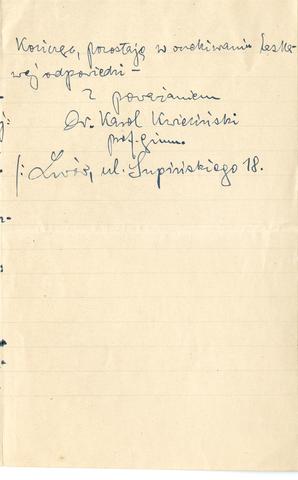 Kończąc, pozostaję w oczekiwaniu łaska-
wej odpowiedzi –
Z poważaniem
Dr. Karol Kwieciński
prof. gimn.
/: Lwów, ul. Supińskiego 18.